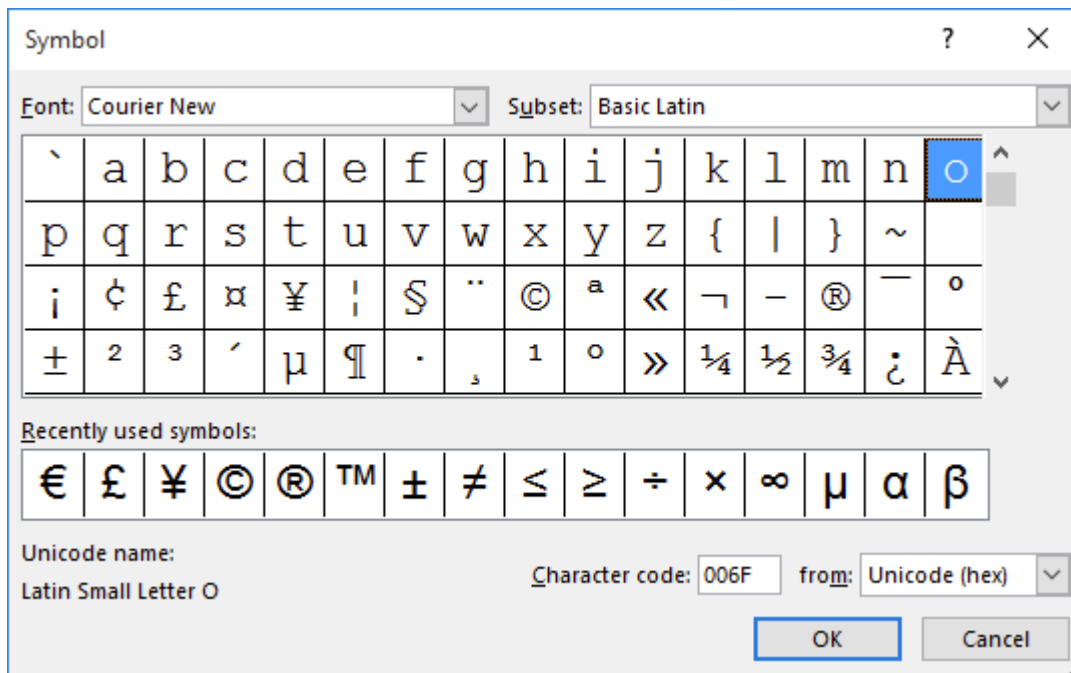 Symbol ?
Font: Courier New Subset: Basic Latin
` a b c d e f g h i j k l m n o
p q r s t u v w x y z { | } ~
¡ ¢ £ ¤ ¥ ¦ § ¨ © ª « ¬ – ® ¯ °
± ² ³ ´ µ ¶ · ¸ ¹ º » ¼ ½ ¾ ¿ À
Recently used symbols:
€ £ ¥ © ® ™ ± ≠ ≤ ≥ ÷ × ∞ µ α β
Unicode name:
Latin Small Letter O
Character code: 006F from: Unicode (hex)
OK Cancel